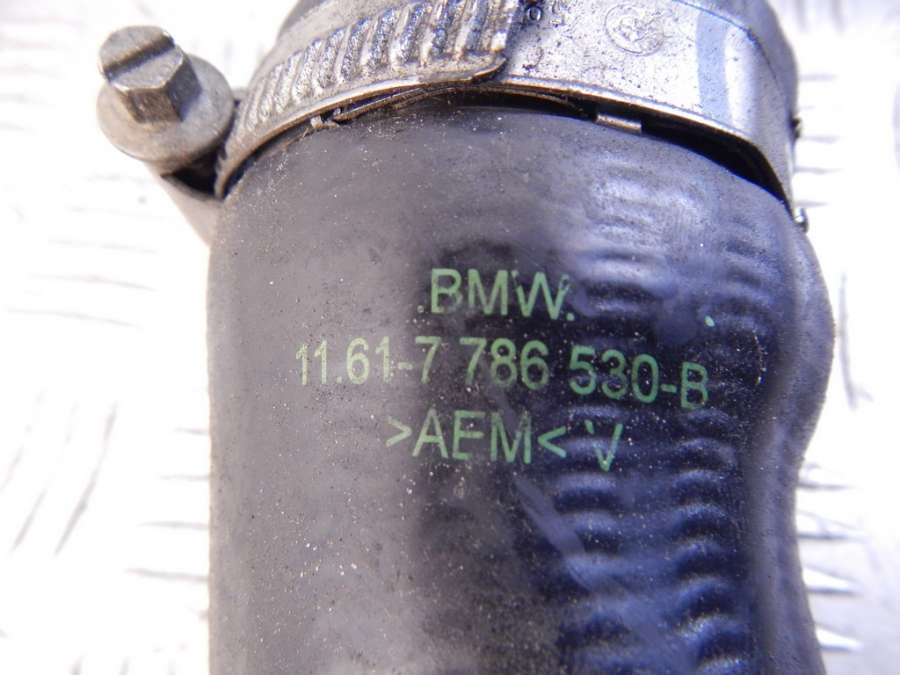 .BMW.
11.61-7 786 530-B
>AEM< V